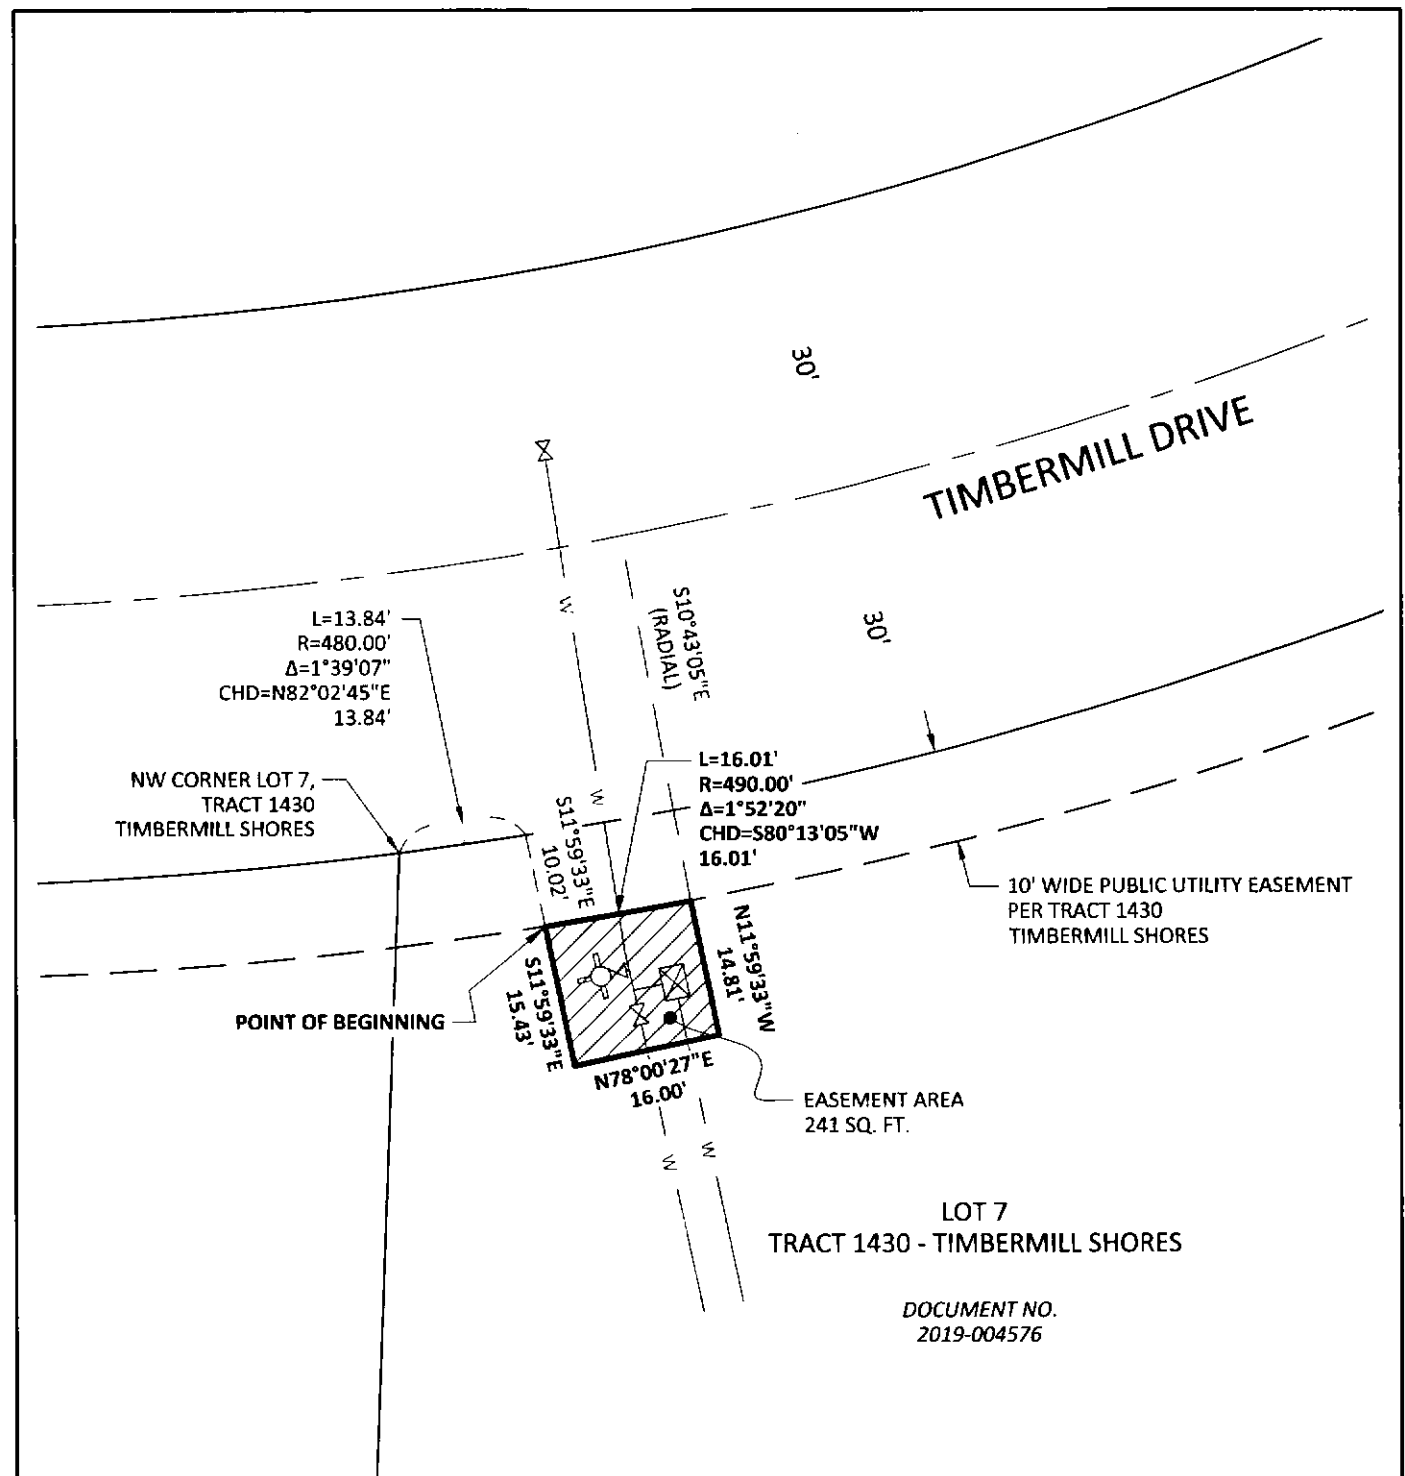 30'
TIMBERMILL DRIVE
L=13.84'
R=480.00'
Δ=1°39'07"
CHD=N82°02'45"E
13.84'
W
S10°43'05"E
(RADIAL)
30'
NW CORNER LOT 7,
TRACT 1430
TIMBERMILL SHORES
W
S11°59'33"E
10.02'
L=16.01'
R=490.00'
Δ=1°52'20"
CHD=S80°13'05"W
16.01'
10' WIDE PUBLIC UTILITY EASEMENT
PER TRACT 1430
TIMBERMILL SHORES
POINT OF BEGINNING
S11°59'33"E
15.43'
N11°59'33"W
14.81'
N78°00'27"E
16.00'
EASEMENT AREA
241 SQ. FT.
W
W
LOT 7
TRACT 1430 - TIMBERMILL SHORES
DOCUMENT NO.
2019-004576